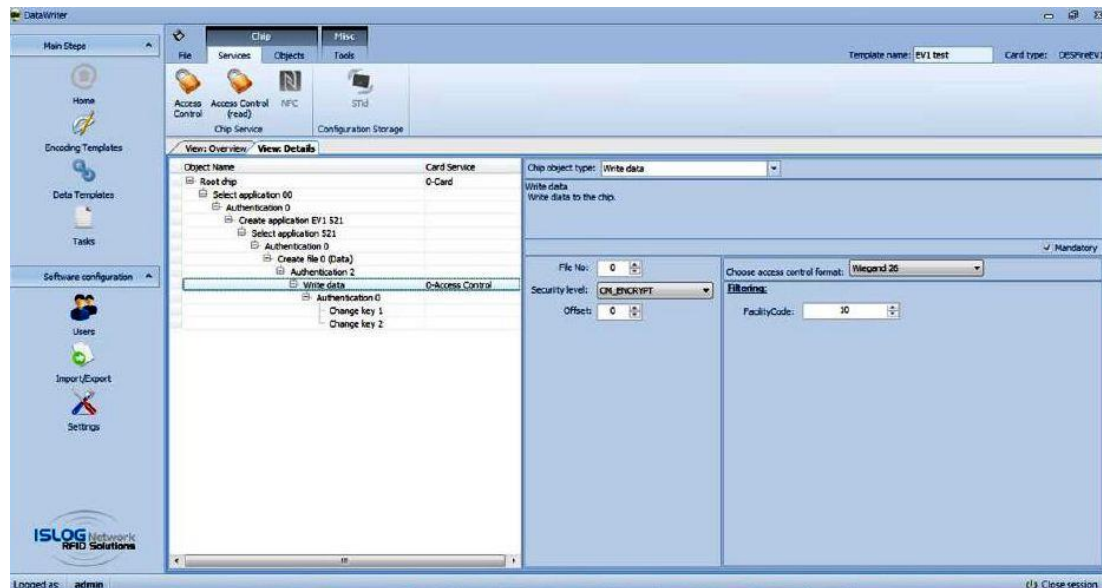 DataWriter
Main Steps
Home
Encoding Templates
Data Templates
Tasks
Software configuration
Users
Import/Export
Settings
ISLOG Network
RFID Solutions
Chip
Misc
File
Services
Objects
Tools
Template name: EV1 test
Card type: DESFireEV1
Access Control
Access Control (read)
NFC
STid
Chip Service
Configuration Storage
View: Overview
View: Details
Object Name
Card Service
Root chip
0-Card
Select application 00
Authentication 0
Create application EV1 521
Select application 521
Authentication 0
Create file 0 (Data)
Authentication 2
Write data
0-Access Control
Authentication 0
Change key 1
Change key 2
Chip object type: Write data
Write data
Write data to the chip.
Mandatory
File No: 0
Security level: CM_ENCRYPT
Offset: 0
Choose access control format: Wiegand 26
Filtering:
FacilityCode: 10
Logged as: admin
Close session